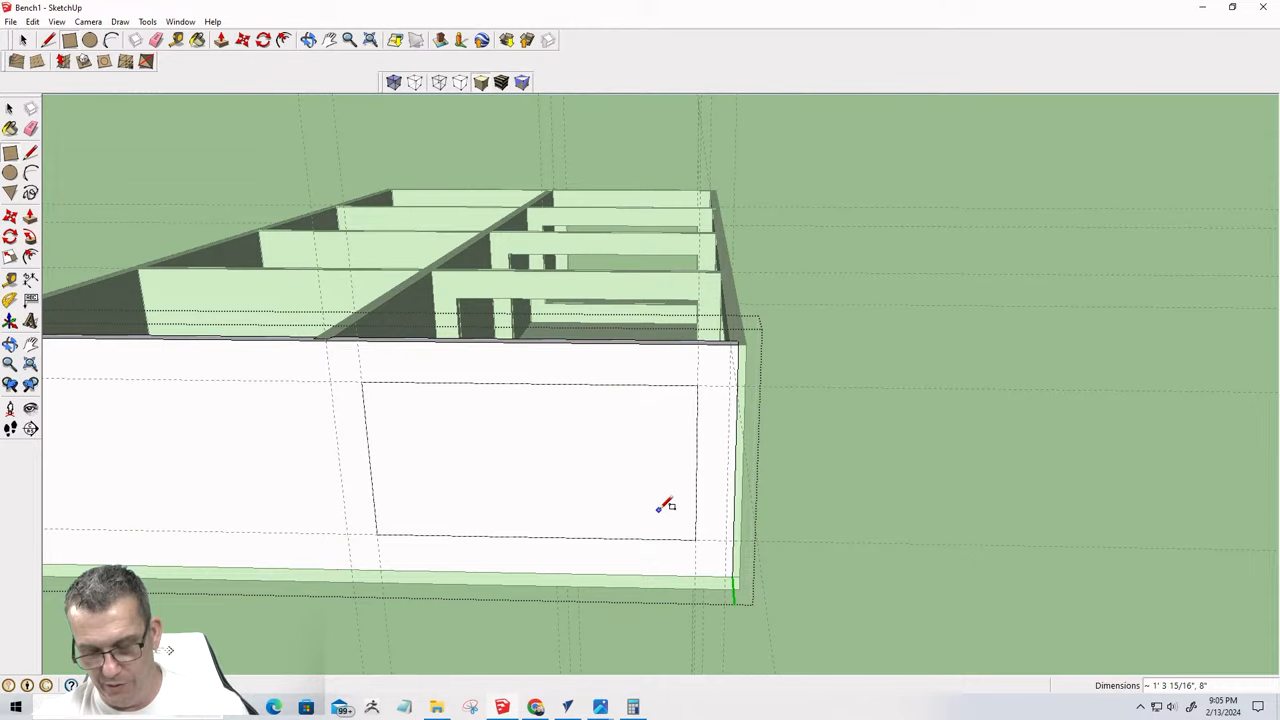 Bench1 - SketchUp
File Edit View Camera Draw Tools Window Help
Dimensions ~ 1' 3 15/16", 8"
99+
9:05 PM
2/13/2024